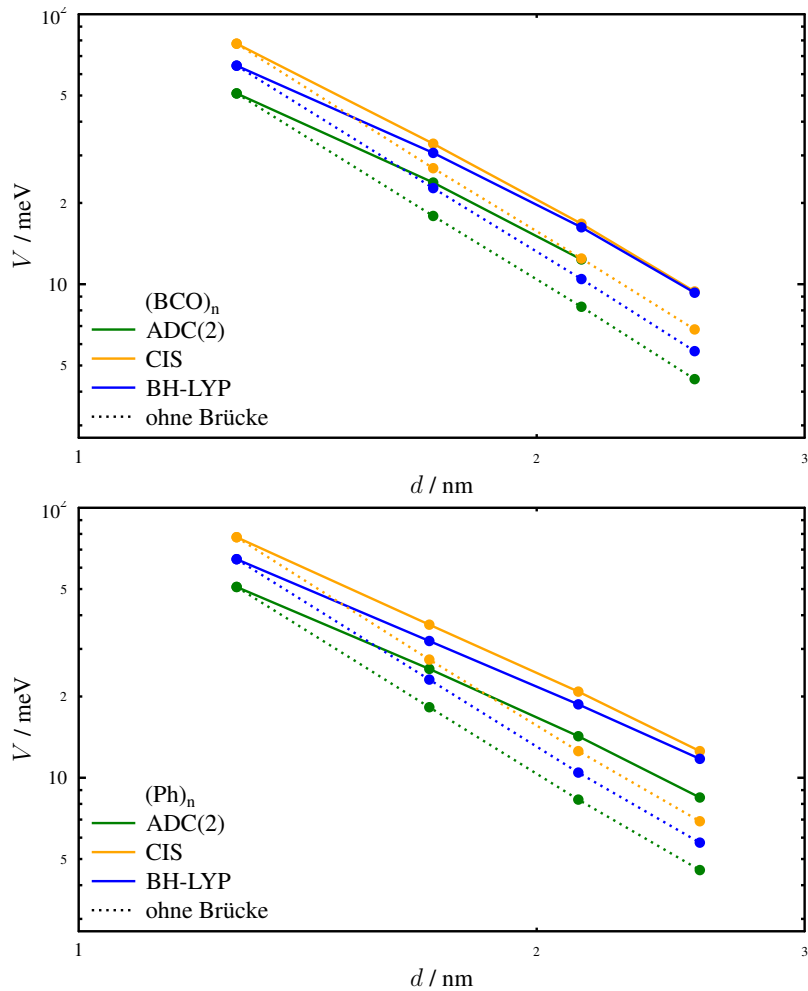 10²
5
2
10
5
V / meV
(BCO)ₙ
ADC(2)
CIS
BH-LYP
ohne Brücke
1
2
3
d / nm
10²
5
2
10
5
V / meV
(Ph)ₙ
ADC(2)
CIS
BH-LYP
ohne Brücke
1
2
3
d / nm